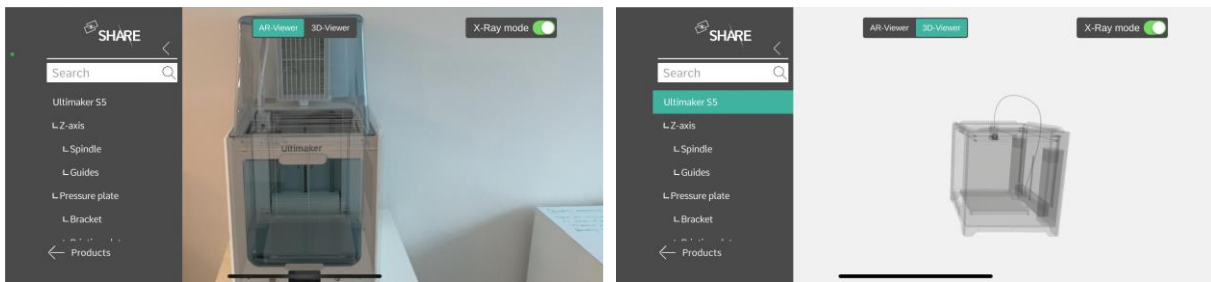 SHARE
AR-Viewer 3D-Viewer
X-Ray mode
Search
Ultimaker S5
Z-axis
Spindle
Guides
Pressure plate
Bracket
Products
Ultimaker
SHARE
AR-Viewer 3D-Viewer
X-Ray mode
Search
Ultimaker S5
Z-axis
Spindle
Guides
Pressure plate
Bracket
Products